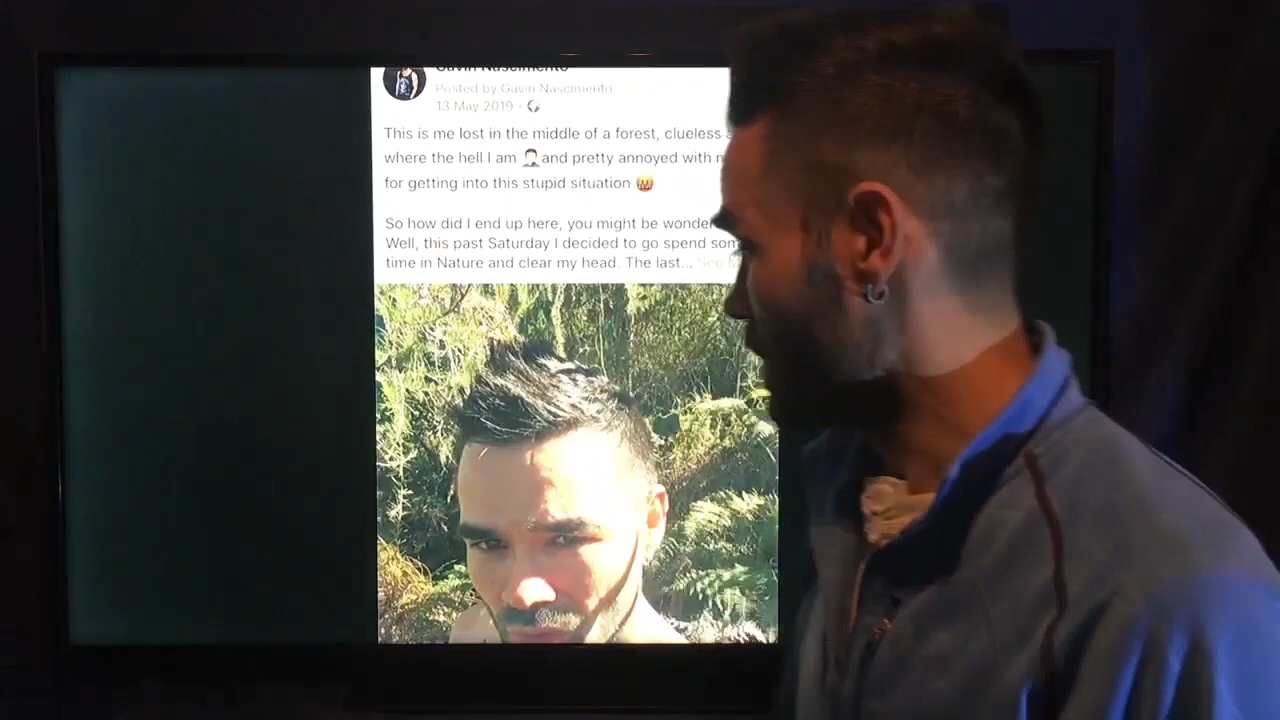 Gavin Nascimento
Posted by Gavin Nascimento
13 May 2019 ·
This is me lost in the middle of a forest, clueless
where the hell I am 🤦🏻‍♂️and pretty annoyed with
for getting into this stupid situation 🤬
So how did I end up here, you might be
Well, this past Saturday I decided to go spend
time in Nature and clear my head. The last... See